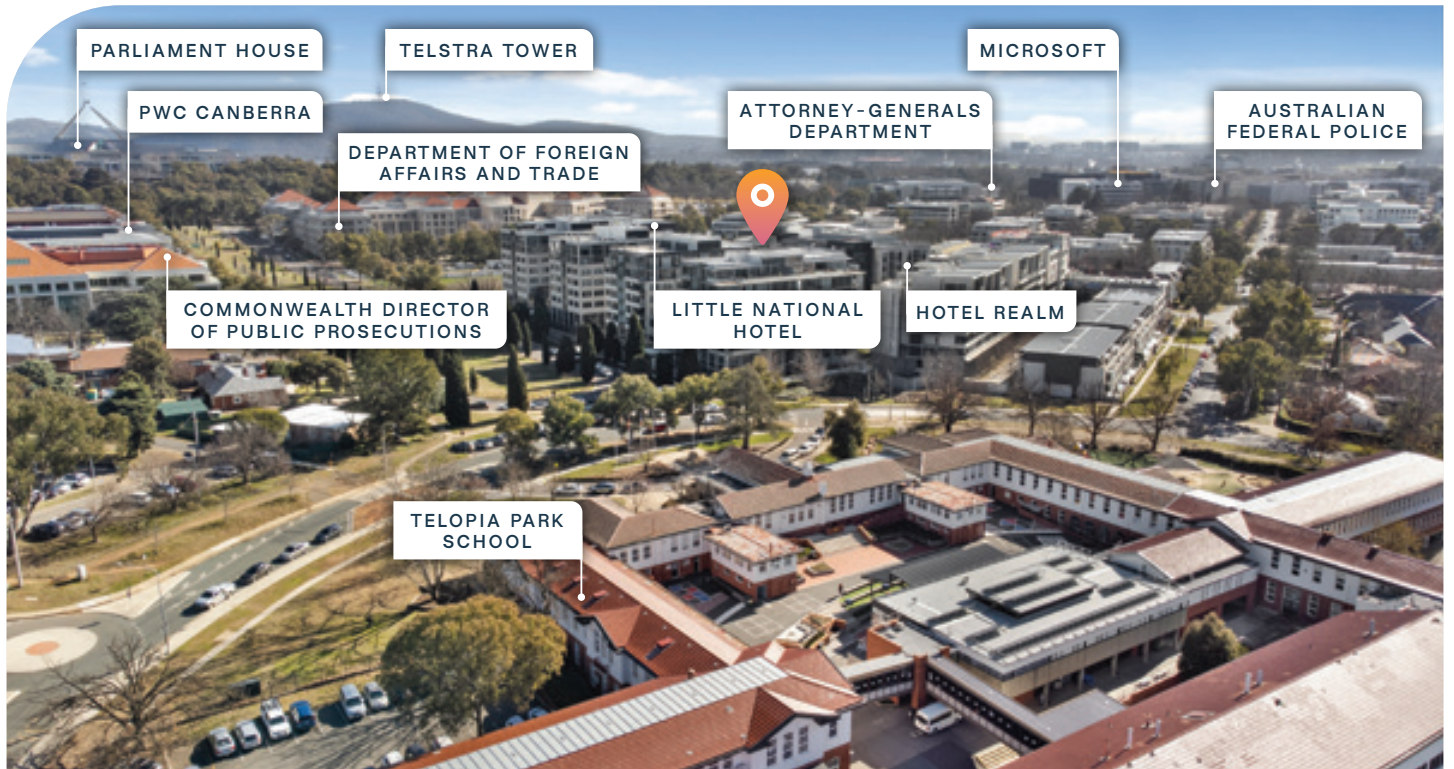 PARLIAMENT HOUSE
TELSTRA TOWER
MICROSOFT
PWC CANBERRA
ATTORNEY-GENERALS
DEPARTMENT
AUSTRALIAN
FEDERAL POLICE
DEPARTMENT OF FOREIGN
AFFAIRS AND TRADE
COMMONWEALTH DIRECTOR
OF PUBLIC PROSECUTIONS
LITTLE NATIONAL
HOTEL
HOTEL REALM
TELOPIA PARK
SCHOOL